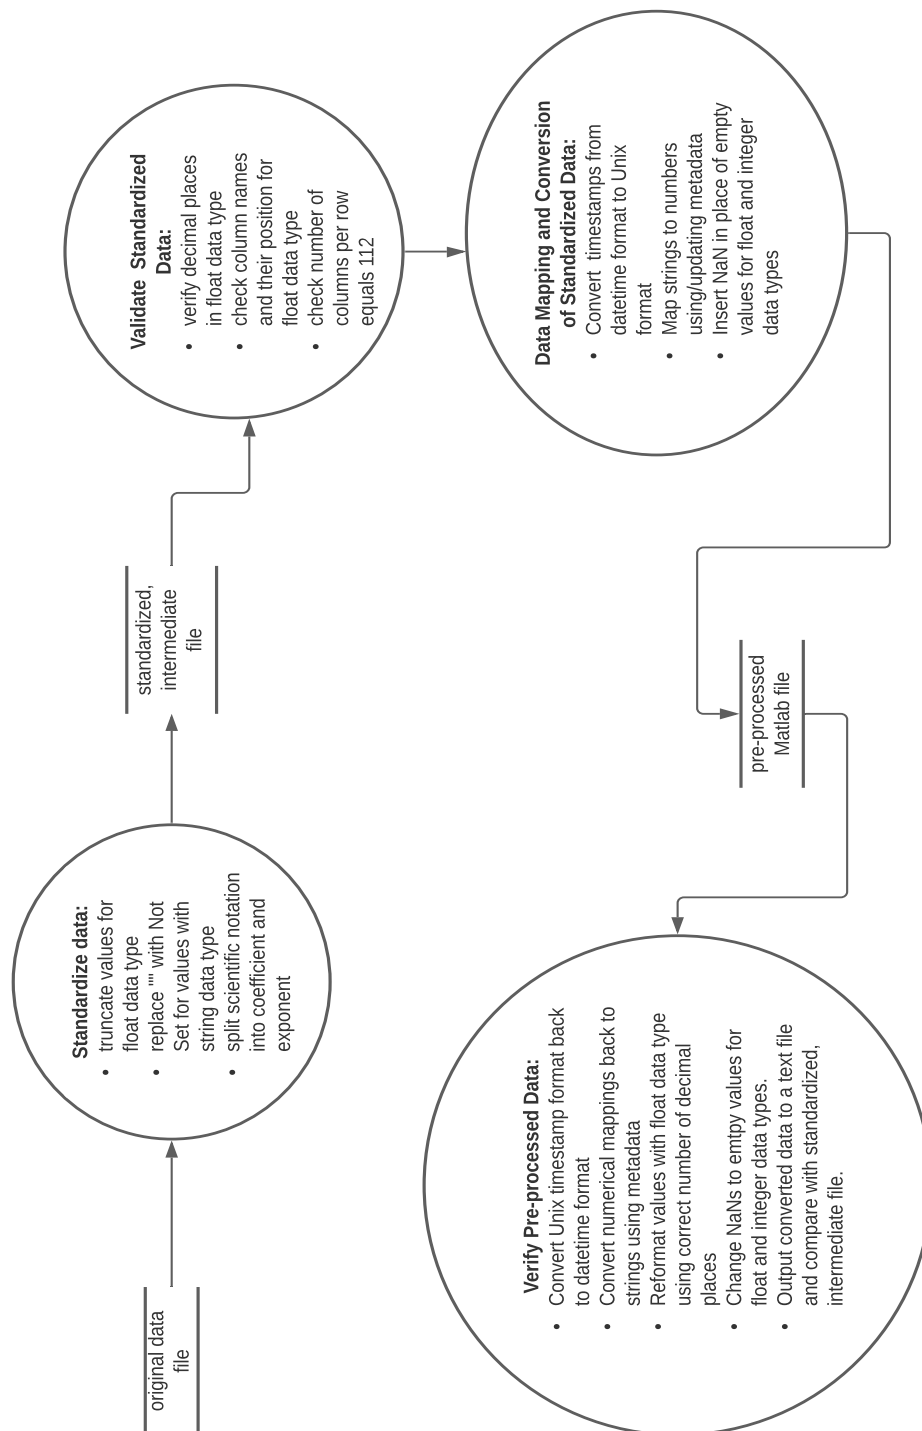 original data
file
Standardize data:
• truncate values for
float data type
• replace "" with Not
Set for values with
string data type
• split scientific notation
into coefficient and
exponent
standardized,
intermediate
file
Validate  Standardized
Data:
• verify decimal places
in float data type
• check column names
and their position for
float data type
• check number of
columns per row
equals 112
Data Mapping and Conversion
of Standardized Data:
• Convert  timestamps from
datetime format to Unix
format
• Map strings to numbers
using/updating metadata
• Insert NaN in place of empty
values for float and integer
data types
pre-processed
Matlab file
Verify Pre-processed Data:
• Convert Unix timestamp format back
to datetime format
• Convert numerical mappings back to
strings using metadata
• Reformat values with float data type
using correct number of decimal
places
• Change NaNs to emtpy values for
float and integer data types.
• Output converted data to a text file
and compare with standardized,
intermediate file.